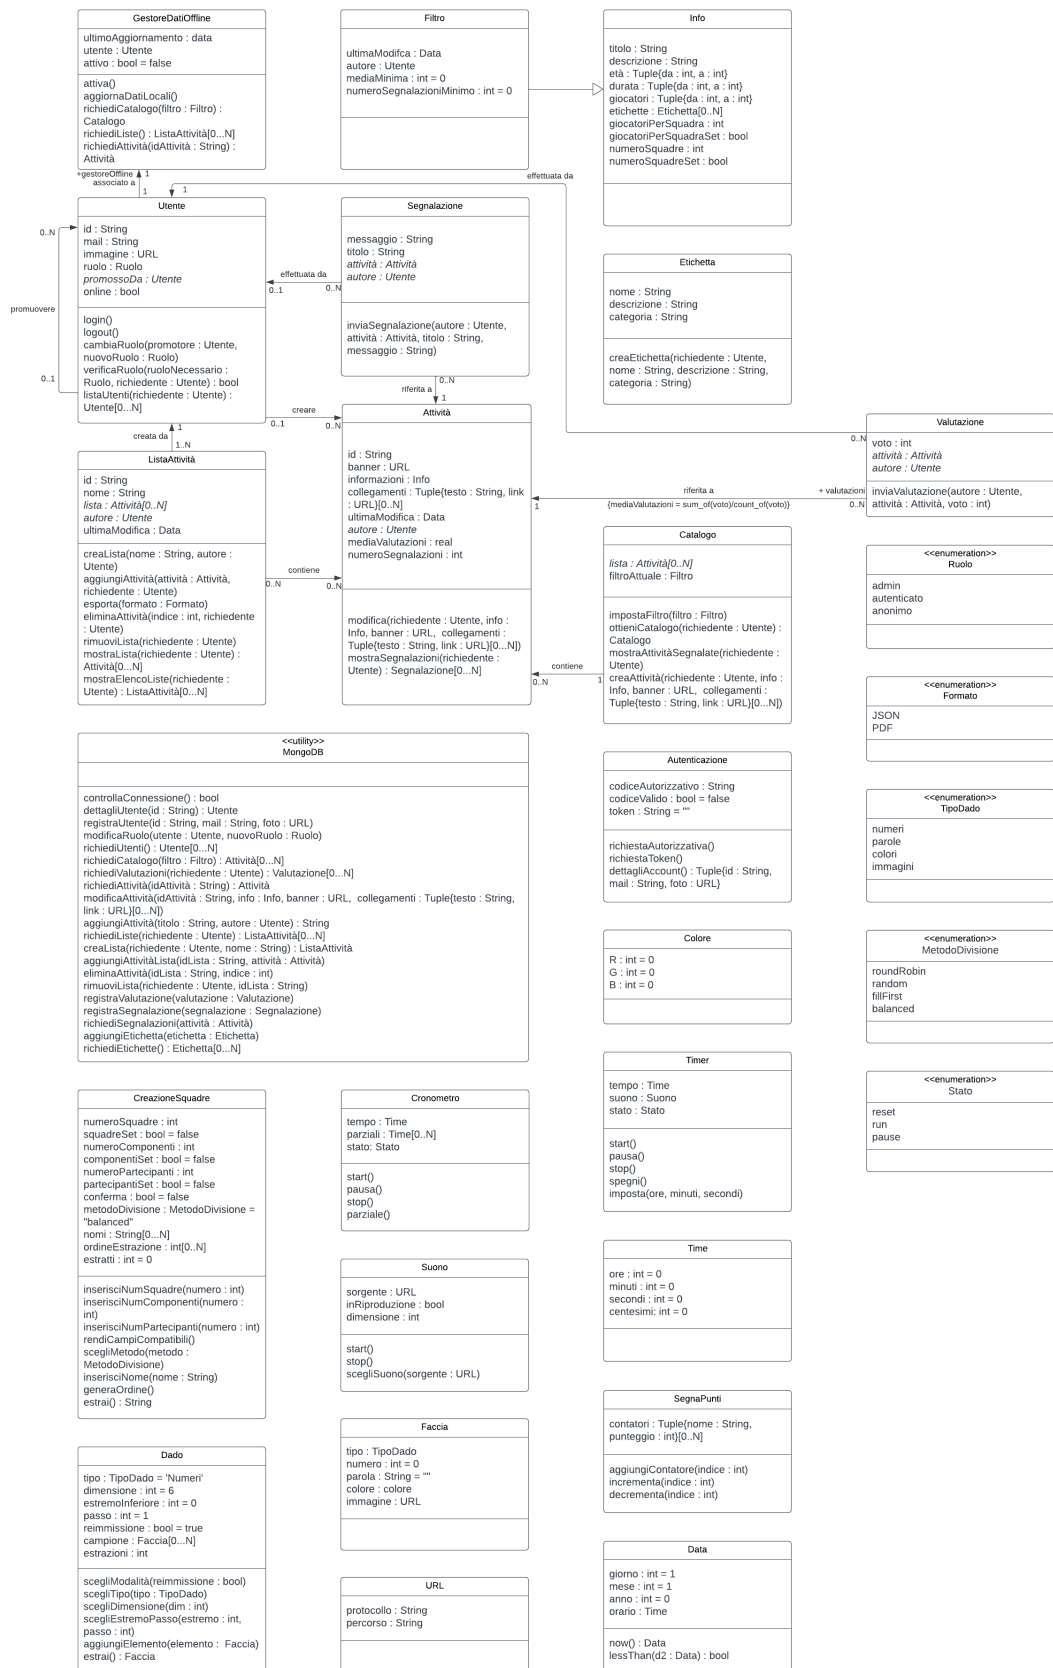 GestoreDatiOffline
ultimoAggiornamento : data
utente : Utente
attivo : bool = false
attiva()
aggiornaDatiLocali()
richiediCatalogo(filtro : Filtro) :
Catalogo
richiediListe() : ListaAttività[0...N]
richiediAttività(idAttività : String) :
Attività
Filtro
ultimaModifca : Data
autore : Utente
mediaMinima : int = 0
numeroSegnalazioniMinimo : int = 0
Info
titolo : String
descrizione : String
età : Tuple{da : int, a : int}
durata : Tuple{da : int, a : int}
giocatori : Tuple{da : int, a : int}
etichette : Etichetta[0..N]
giocatoriPerSquadra : int
giocatoriPerSquadraSet : bool
numeroSquadre : int
numeroSquadreSet : bool
+gestoreOffline
associato a
1
1
1
effettuata da
Utente
id : String
mail : String
immagine : URL
ruolo : Ruolo
promossoDa : Utente
online : bool
login()
logout()
cambiaRuolo(promotore : Utente,
nuovoRuolo : Ruolo)
verificaRuolo(ruoloNecessario :
Ruolo, richiedente : Utente) : bool
listaUtenti(richiedente : Utente) :
Utente[0...N]
0..N
promuovere
0..1
Segnalazione
messaggio : String
titolo : String
attività : Attività
autore : Utente
inviaSegnalazione(autore : Utente,
attività : Attività, titolo : String,
messaggio : String)
effettuata da
0..1
0..N
Etichetta
nome : String
descrizione : String
categoria : String
creaEtichetta(richiedente : Utente,
nome : String, descrizione : String,
categoria : String)
0..N
riferita a
1
creare
0..1
0..N
1
creata da
1..N
Attività
id : String
banner : URL
informazioni : Info
collegamenti : Tuple{testo : String, link
: URL}[0..N]
ultimaModifica : Data
autore : Utente
mediaValutazioni : real
numeroSegnalazioni : int
modifica(richiedente : Utente, info :
Info, banner : URL, collegamenti :
Tuple{testo : String, link : URL}[0...N])
mostraSegnalazioni(richiedente :
Utente) : Segnalazione[0...N]
Valutazione
voto : int
attività : Attività
autore : Utente
inviaValutazione(autore : Utente,
attività : Attività, voto : int)
0..N
riferita a
+ valutazioni
1
{mediaValutazioni = sum_of(voto)/count_of(voto)}
0..N
ListaAttività
id : String
nome : String
lista : Attività[0..N]
autore : Utente
ultimaModifica : Data
creaLista(nome : String, autore :
Utente)
aggiungiAttività(attività : Attività,
richiedente : Utente)
esporta(formato : Formato)
eliminaAttività(indice : int, richiedente
: Utente)
rimuoviLista(richiedente : Utente)
mostraLista(richiedente : Utente) :
Attività[0...N]
mostraElencoListe(richiedente :
Utente) : ListaAttività[0...N]
contiene
0..N
0..N
Catalogo
lista : Attività[0..N]
filtroAttuale : Filtro
impostaFiltro(filtro : Filtro)
ottieniCatalogo(richiedente : Utente) :
Catalogo
mostraAttivitàSegnalate(richiedente :
Utente)
creaAttività(richiedente : Utente, info :
Info, banner : URL, collegamenti :
Tuple{testo : String, link : URL}[0...N])
contiene
0..N
1
<<enumeration>>
Ruolo
admin
autenticato
anonimo
<<enumeration>>
Formato
JSON
PDF
<<utility>>
MongoDB
controllaConnessione() : bool
dettagliUtente(id : String) : Utente
registraUtente(id : String, mail : String, foto : URL)
modificaRuolo(utente : Utente, nuovoRuolo : Ruolo)
richiediUtenti() : Utente[0...N]
richiediCatalogo(filtro : Filtro) : Attività[0...N]
richiediValutazioni(richiedente : Utente) : Valutazione[0...N]
richiediAttività(idAttività : String) : Attività
modificaAttività(idAttività : String, info : Info, banner : URL, collegamenti : Tuple{testo : String,
link : URL}[0...N])
aggiungiAttività(titolo : String, autore : Utente) : String
richiediListe(richiedente : Utente) : ListaAttività[0...N]
creaLista(richiedente : Utente, nome : String) : ListaAttività
aggiungiAttivitàLista(idLista : String, attività : Attività)
eliminaAttività(idLista : String, indice : int)
rimuoviLista(richiedente : Utente, idLista : String)
registraValutazione(valutazione : Valutazione)
registraSegnalazione(segnalazione : Segnalazione)
richiediSegnalazioni(attività : Attività)
aggiungiEtichetta(etichetta : Etichetta)
richiediEtichette() : Etichetta[0...N]
Autenticazione
codiceAutorizzativo : String
codiceValido : bool = false
token : String = ""
richiestaAutorizzativa()
richiestaToken()
dettagliAccount() : Tuple{id : String,
mail : String, foto : URL}
<<enumeration>>
TipoDado
numeri
parole
colori
immagini
Colore
R : int = 0
G : int = 0
B : int = 0
<<enumeration>>
MetodoDivisione
roundRobin
random
fillFirst
balanced
Timer
tempo : Time
suono : Suono
stato : Stato
start()
pausa()
stop()
spegni()
imposta(ore, minuti, secondi)
<<enumeration>>
Stato
reset
run
pause
CreazioneSquadre
numeroSquadre : int
squadreSet : bool = false
numeroComponenti : int
componentiSet : bool = false
numeroPartecipanti : int
partecipantiSet : bool = false
conferma : bool = false
metodoDivisione : MetodoDivisione =
"balanced"
nomi : String[0...N]
ordineEstrazione : int[0..N]
estratti : int = 0
inserisciNumSquadre(numero : int)
inserisciNumComponenti(numero :
int)
inserisciNumPartecipanti(numero : int)
rendiCampiCompatibili()
scegliMetodo(metodo :
MetodoDivisione)
inserisciNome(nome : String)
generaOrdine()
estrai() : String
Cronometro
tempo : Time
parziali : Time[0..N]
stato: Stato
start()
pausa()
stop()
parziale()
Time
ore : int = 0
minuti : int = 0
secondi : int = 0
centesimi: int = 0
Suono
sorgente : URL
inRiproduzione : bool
dimensione : int
start()
stop()
scegliSuono(sorgente : URL)
SegnaPunti
contatori : Tuple{nome : String,
punteggio : int}[0..N]
aggiungiContatore(indice : int)
incrementa(indice : int)
decrementa(indice : int)
Faccia
tipo : TipoDado
numero : int = 0
parola : String = ""
colore : colore
immagine : URL
Dado
tipo : TipoDado = 'Numeri'
dimensione : int = 6
estremoInferiore : int = 0
passo : int = 1
reimmissione : bool = true
campione : Faccia[0...N]
estrazioni : int
scegliModalità(reimmissione : bool)
scegliTipo(tipo : TipoDado)
scegliDimensione(dim : int)
scegliEstremoPasso(estremo : int,
passo : int)
aggiungiElemento(elemento : Faccia)
estrai() : Faccia
URL
protocollo : String
percorso : String
Data
giorno : int = 1
mese : int = 1
anno : int = 0
orario : Time
now() : Data
lessThan(d2 : Data) : bool